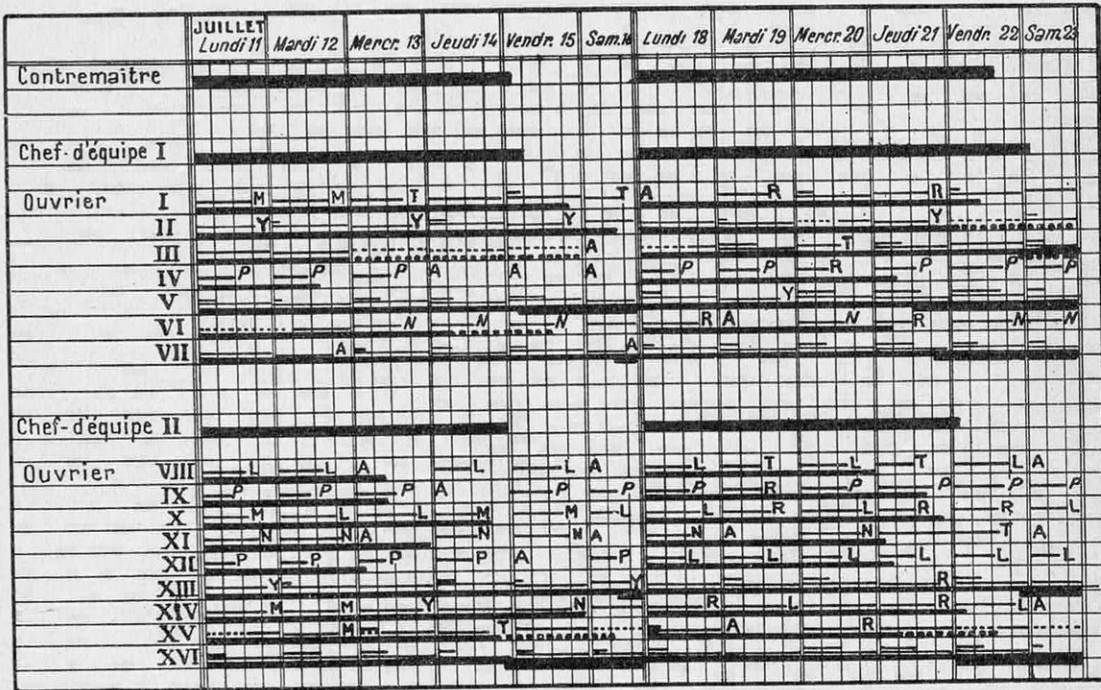 JUILLET
Lundi 11 Mardi 12 Mercr. 13 Jeudi 14 Vendr. 15 Sam. 16 Lundi 18 Mardi 19 Mercr. 20 Jeudi 21 Vendr. 22 Sam 23
Contremaitre
Chef-d'équipe I
Ouvrier I M M T T A R R
II Y Y Y Y
III A T
IV P P P A A A P P R P P P
V Y
VI N N N R A N R N N
VII A A
Chef-d'équipe II
Ouvrier VIII L L A L L A L T L T L A
IX P P P A P P P R P P P P
X M L L M M L L R L R R L
XI N N A N N A N A N T A
XII P P P P A P L L L L L L
XIII Y Y R
XIV M M Y N R L R L A
XV M T A R
XVI